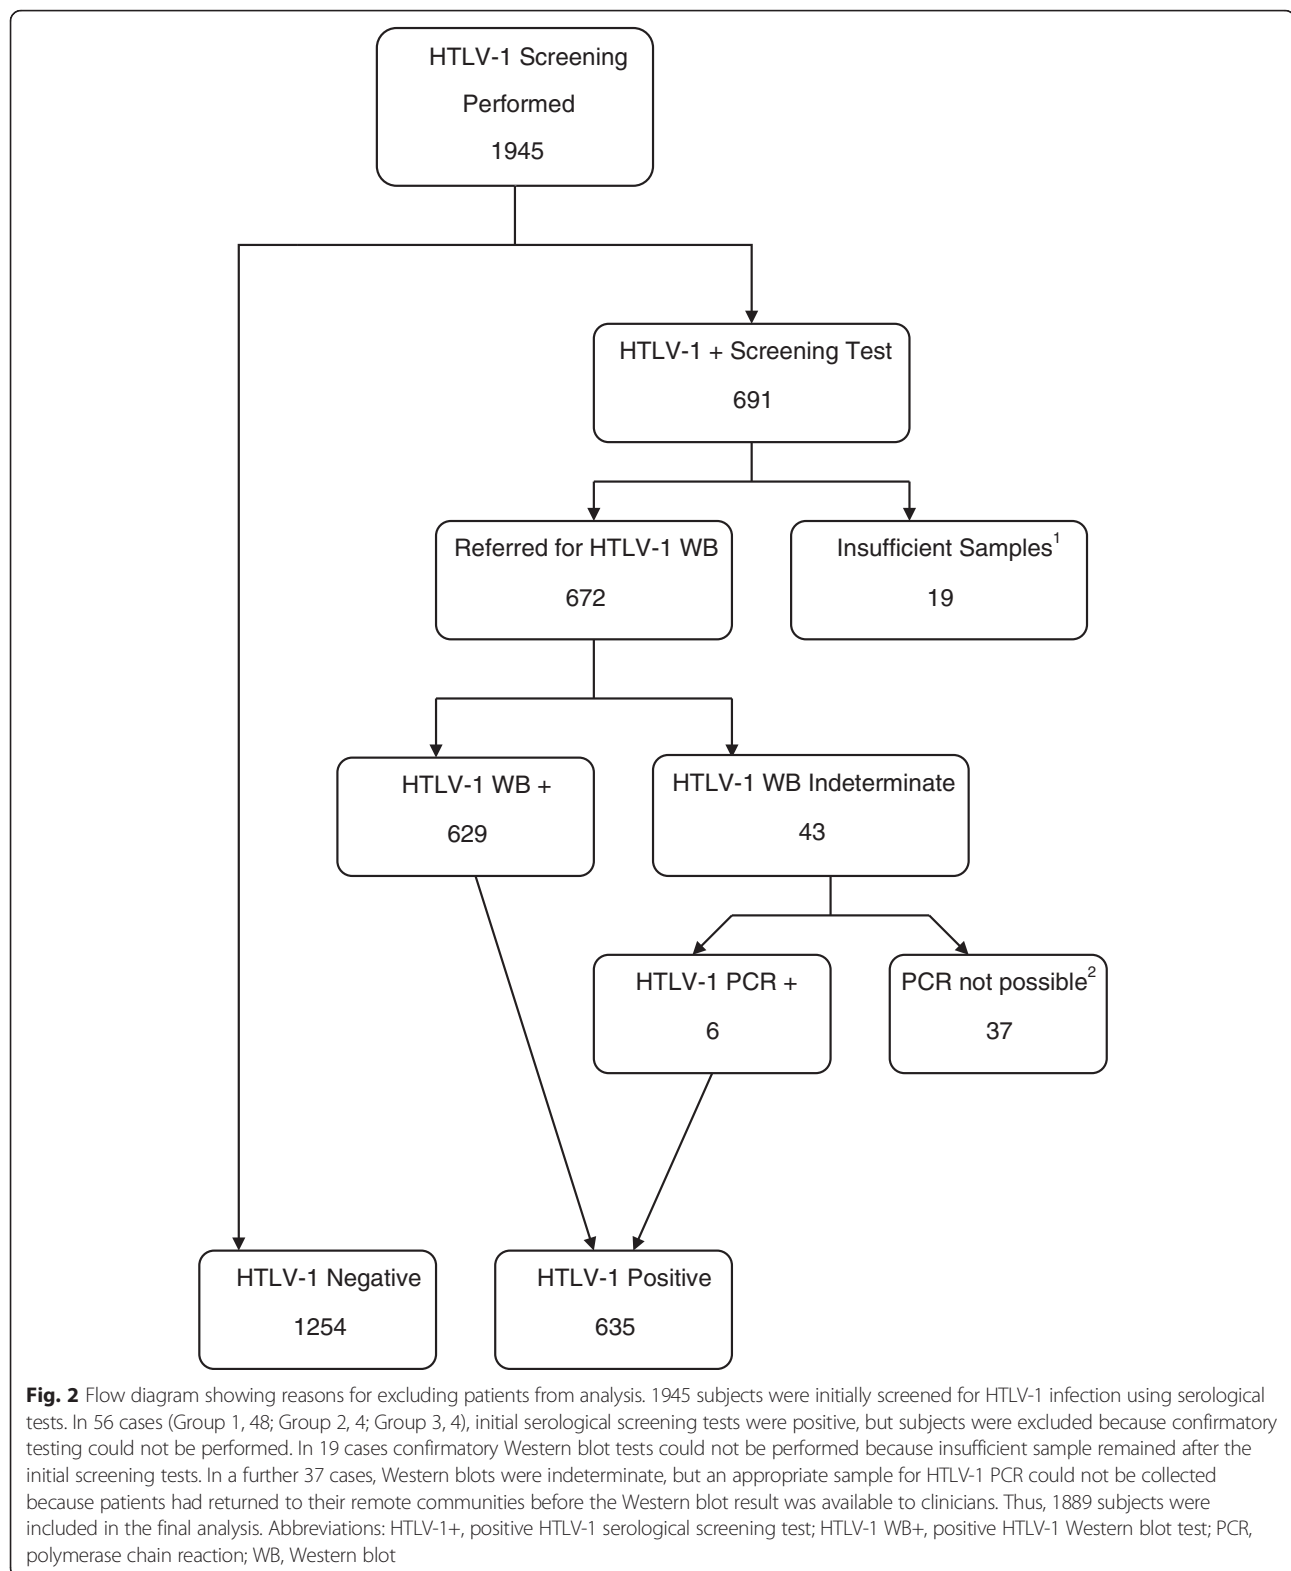 HTLV-1 Screening
Performed
1945
HTLV-1 + Screening Test
691
Referred for HTLV-1 WB
672
Insufficient Samples1
19
HTLV-1 WB +
629
HTLV-1 WB Indeterminate
43
HTLV-1 PCR +
6
PCR not possible2
37
HTLV-1 Negative
1254
HTLV-1 Positive
635
Fig. 2 Flow diagram showing reasons for excluding patients from analysis. 1945 subjects were initially screened for HTLV-1 infection using serological
tests. In 56 cases (Group 1, 48; Group 2, 4; Group 3, 4), initial serological screening tests were positive, but subjects were excluded because confirmatory
testing could not be performed. In 19 cases confirmatory Western blot tests could not be performed because insufficient sample remained after the
initial screening tests. In a further 37 cases, Western blots were indeterminate, but an appropriate sample for HTLV-1 PCR could not be collected
because patients had returned to their remote communities before the Western blot result was available to clinicians. Thus, 1889 subjects were
included in the final analysis. Abbreviations: HTLV-1+, positive HTLV-1 serological screening test; HTLV-1 WB+, positive HTLV-1 Western blot test; PCR,
polymerase chain reaction; WB, Western blot